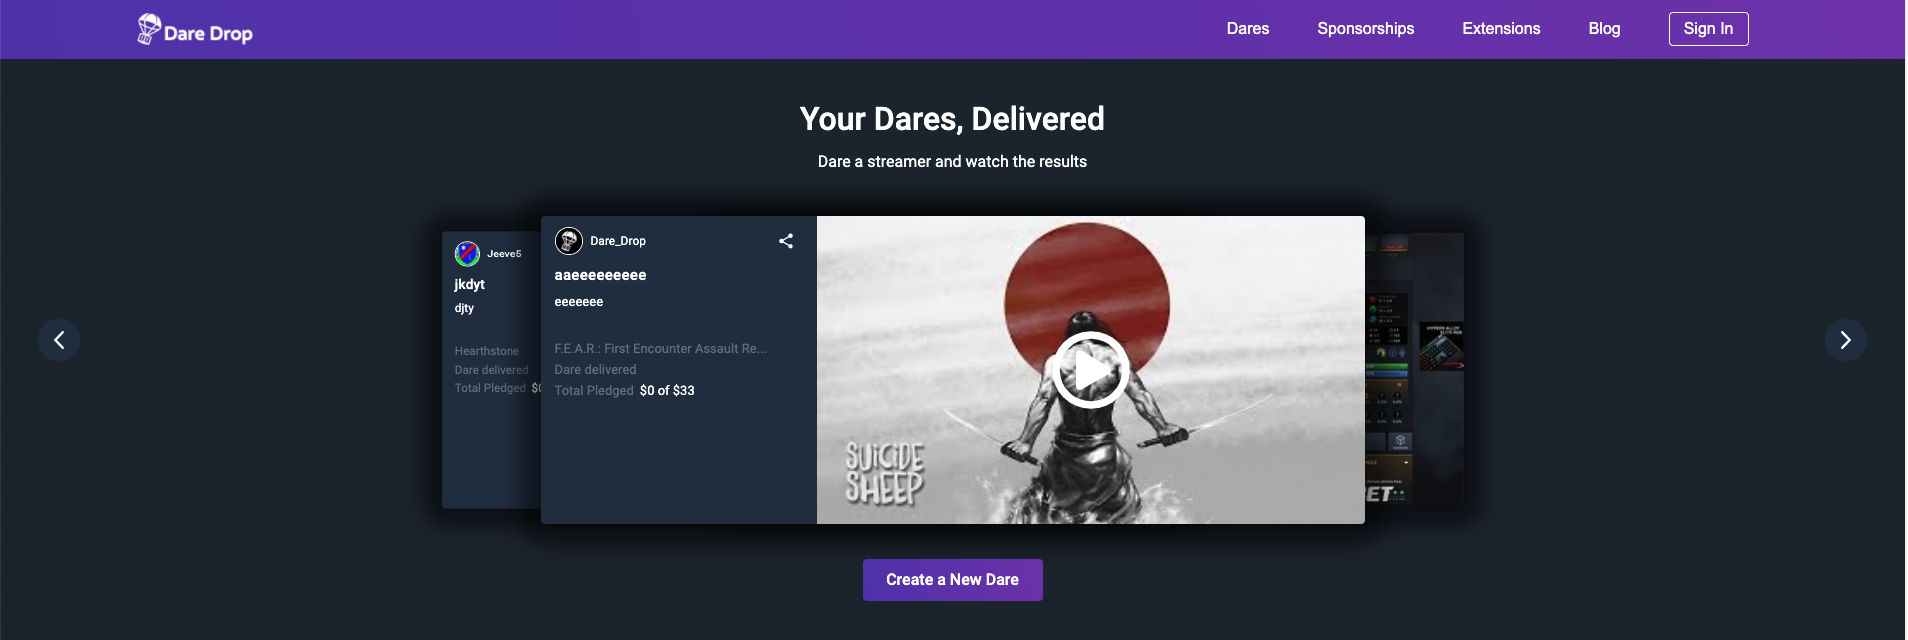 Dare Drop
Dares
Sponsorships
Extensions
Blog
Sign In
Your Dares, Delivered
Dare a streamer and watch the results
Jeeve5
jkdyt
djty
Hearthstone
Dare delivered
Total Pledged $0
Dare_Drop
aaeeeeeeeee
eeeeeee
F.E.A.R.: First Encounter Assault Re...
Dare delivered
Total Pledged $0 of $33
SUiCIDE
SHEEP
ET
Create a New Dare